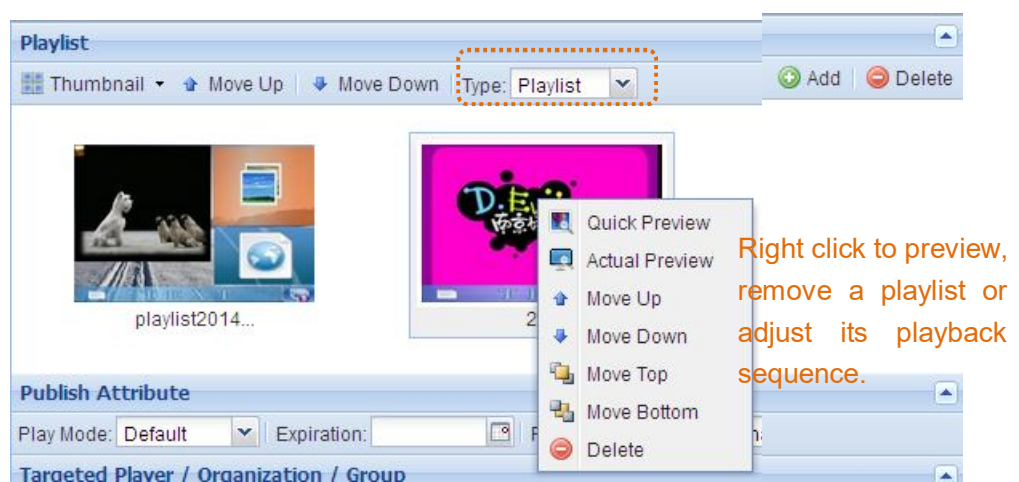 Playlist
Thumbnail Move Up Move Down Type: Playlist Add Delete
D.Evil
playlist2014...
2
Quick Preview
Actual Preview
Move Up
Move Down
Move Top
Move Bottom
Delete
Right click to preview,
remove a playlist or
adjust its playback
sequence.
Publish Attribute
Play Mode: Default Expiration:
Targeted Player / Organization / Group